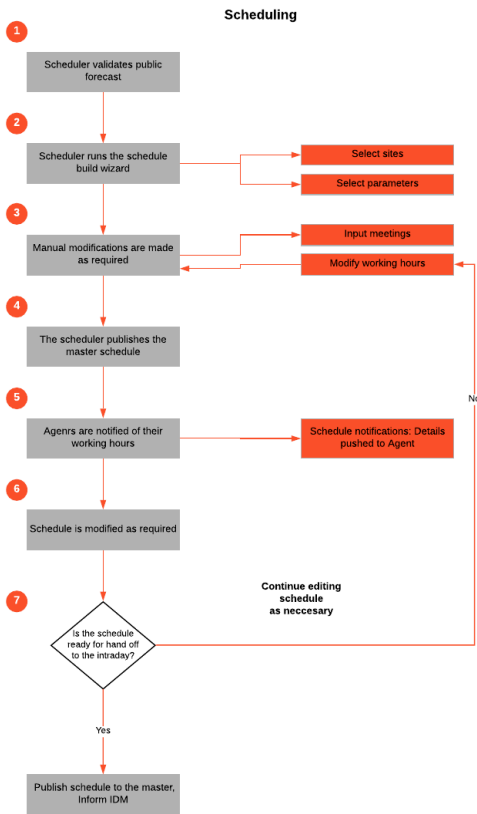 Scheduling
1
Scheduler validates public
forecast
2
Scheduler runs the schedule
build wizard
Select sites
Select parameters
3
Manual modifications are made
as required
Input meetings
Modify working hours
4
The scheduler publishes the
master schedule
No
5
Agenrs are notified of their
working hours
Schedule notifications: Details
pushed to Agent
6
Schedule is modified as required
Continue editing
schedule
as neccesary
7
Is the schedule
ready for hand off
to the intraday?
Yes
Publish schedule to the master,
Inform IDM